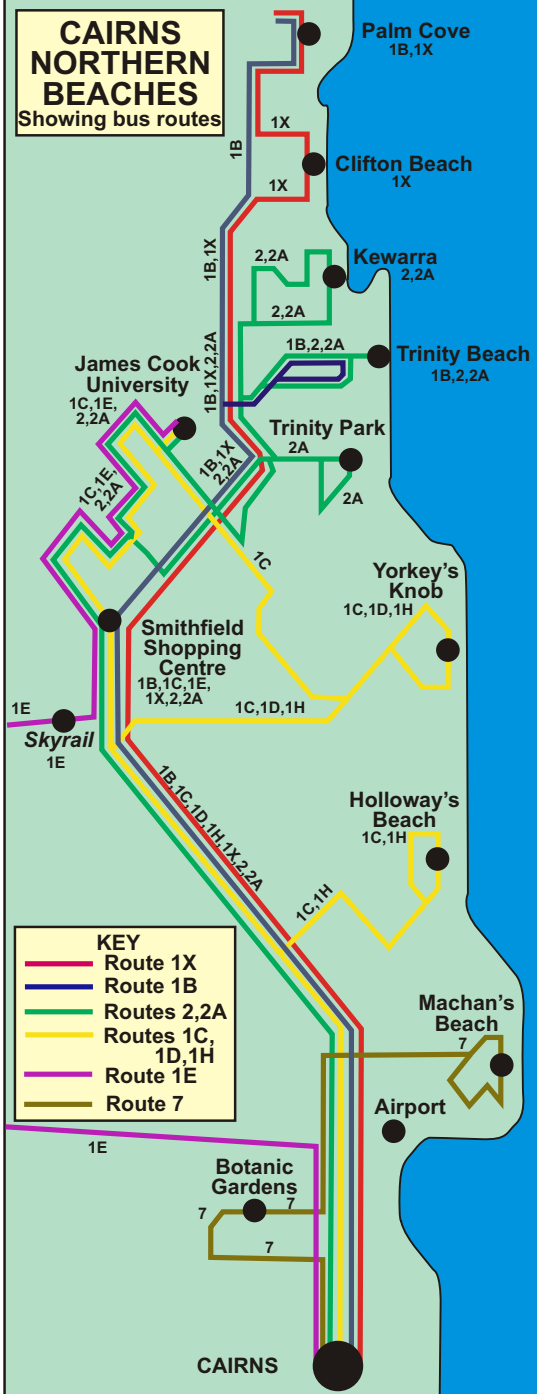 CAIRNS
NORTHERN
BEACHES
Showing bus routes
Palm Cove
1B,1X
1X
1B
Clifton Beach
1X
1X
1B,1X
2,2A
Kewarra
2,2A
2,2A
1B,1X,2,2A
1B,2,2A
Trinity Beach
1B,2,2A
James Cook
University
1C,1E,
2,2A
Trinity Park
2A
2A
1B,1X
2,2A
1C,1E,
2,2A
1C
Yorkey's
Knob
1C,1D,1H
Smithfield
Shopping
Centre
1B,1C,1E,
1X,2,2A
1C,1D,1H
1E
Skyrail
1E
1B,1C,1D,1H,1X,2,2A
Holloway's
Beach
1C,1H
1C,1H
KEY
Route 1X
Route 1B
Routes 2,2A
Routes 1C,
1D,1H
Route 1E
Route 7
Machan's
Beach
7
Airport
1E
Botanic
Gardens
7
7
7
CAIRNS